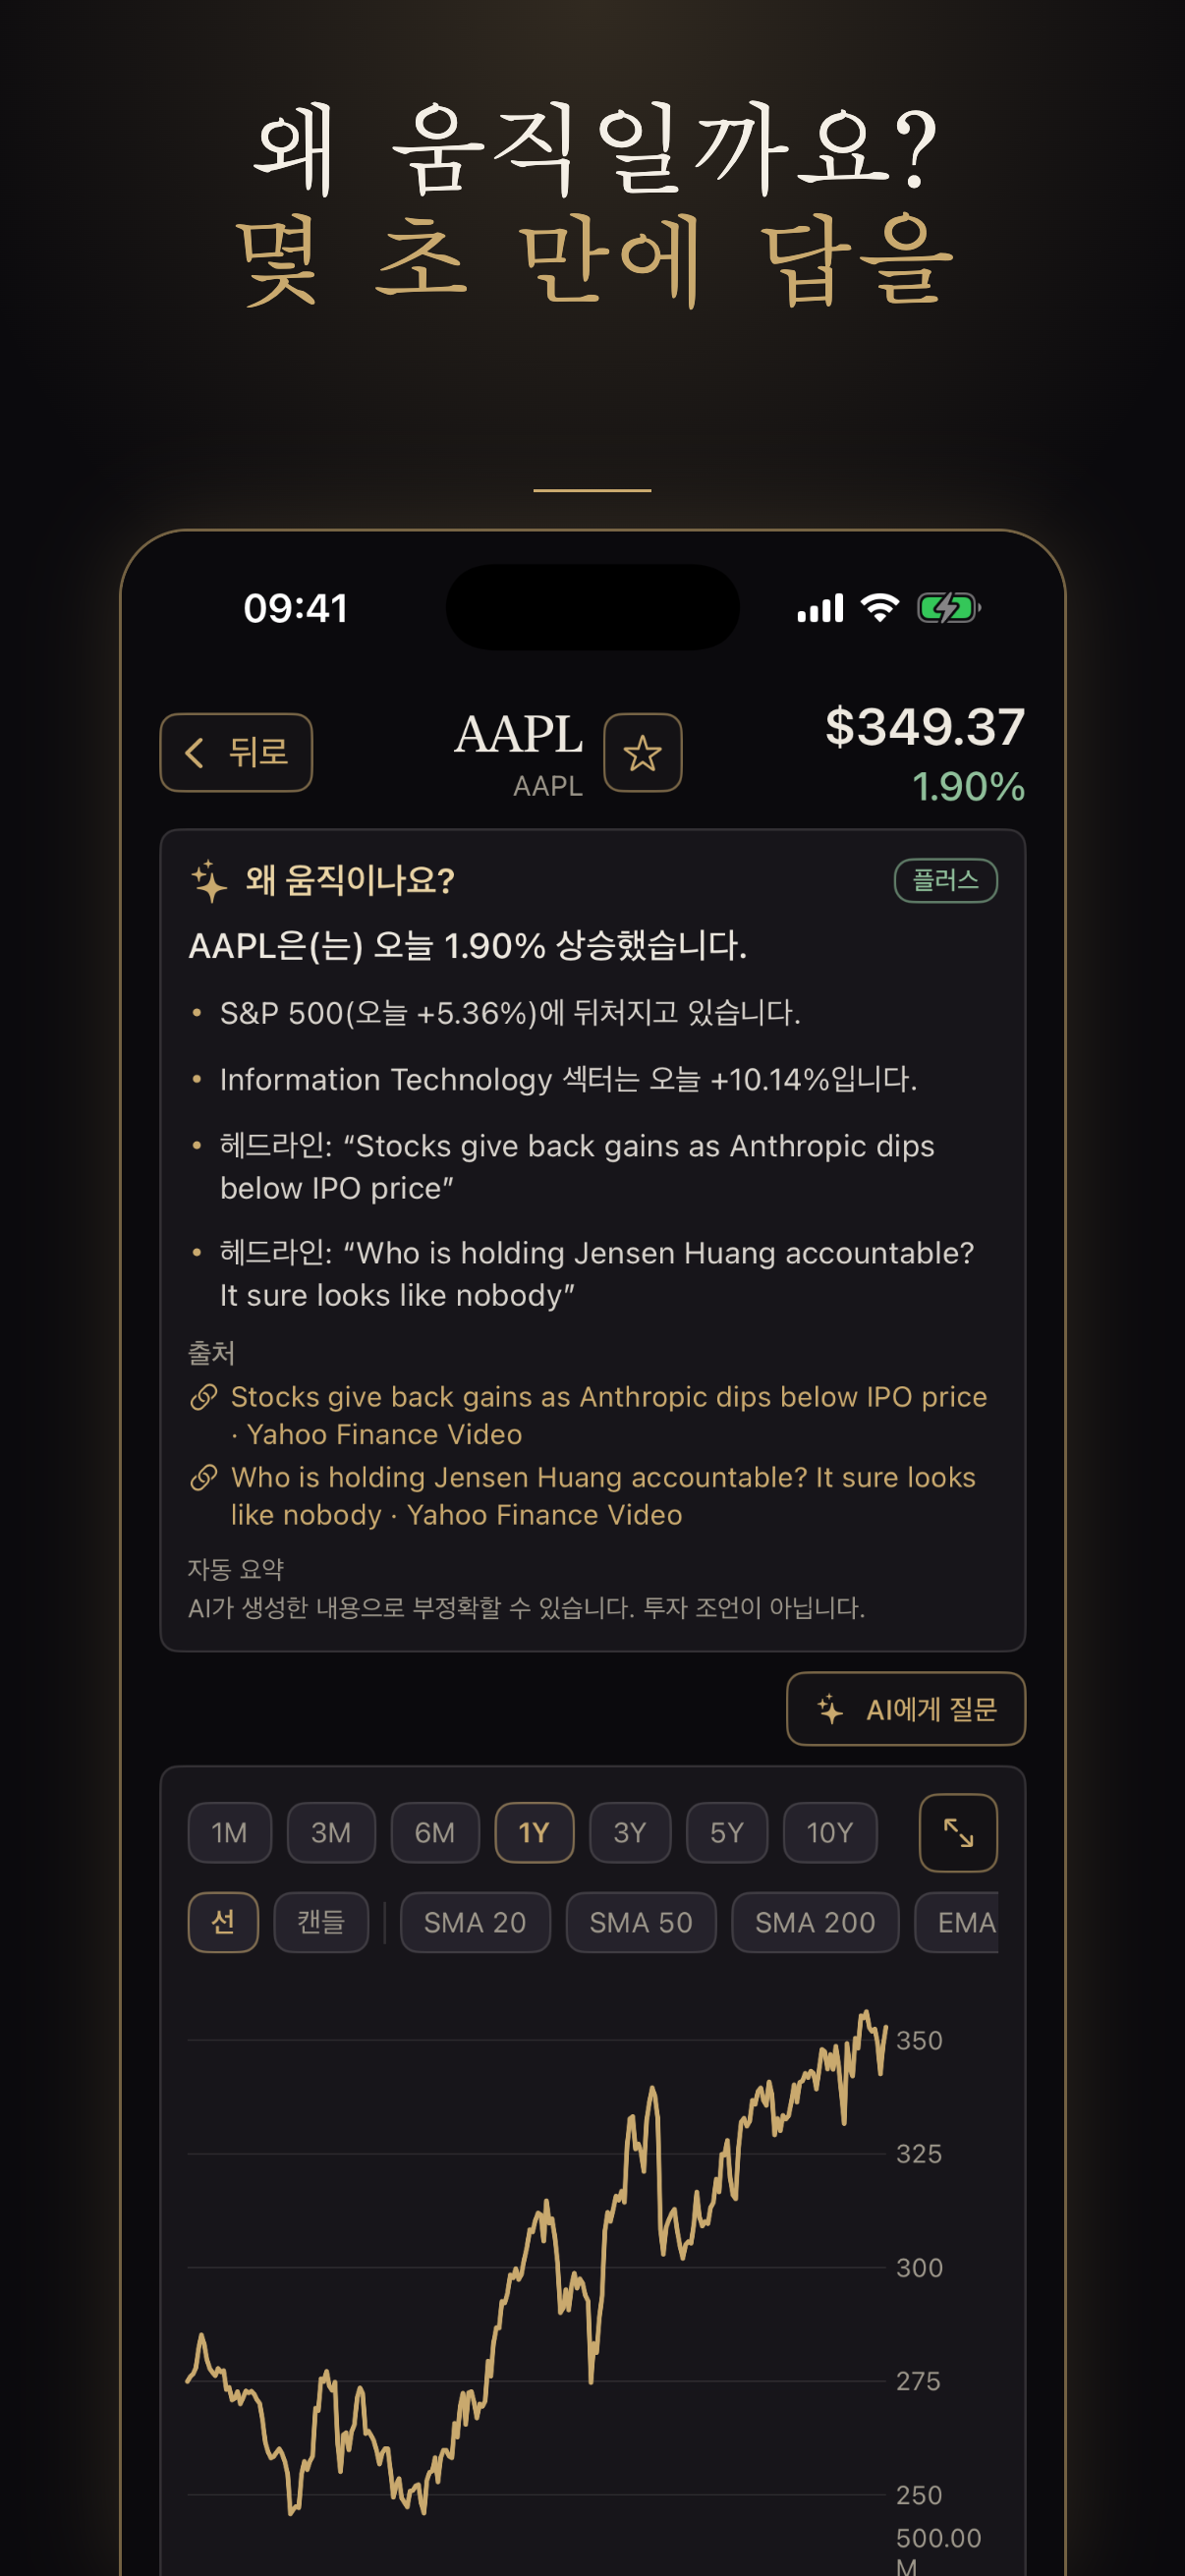 왜 움직일까요?
몇 초 만에 답을
09:41
뒤로
AAPL
AAPL
$349.37
1.90%
왜 움직이나요?
플러스
AAPL은(는) 오늘 1.90% 상승했습니다.
• S&P 500(오늘 +5.36%)에 뒤처지고 있습니다.
• Information Technology 섹터는 오늘 +10.14%입니다.
• 헤드라인: “Stocks give back gains as Anthropic dips
below IPO price”
• 헤드라인: “Who is holding Jensen Huang accountable?
It sure looks like nobody”
출처
Stocks give back gains as Anthropic dips below IPO price
· Yahoo Finance Video
Who is holding Jensen Huang accountable? It sure looks
like nobody · Yahoo Finance Video
자동 요약
AI가 생성한 내용으로 부정확할 수 있습니다. 투자 조언이 아닙니다.
AI에게 질문
1M 3M 6M 1Y 3Y 5Y 10Y
선 캔들 SMA 20 SMA 50 SMA 200 EMA
350
325
300
275
250
500.00
M